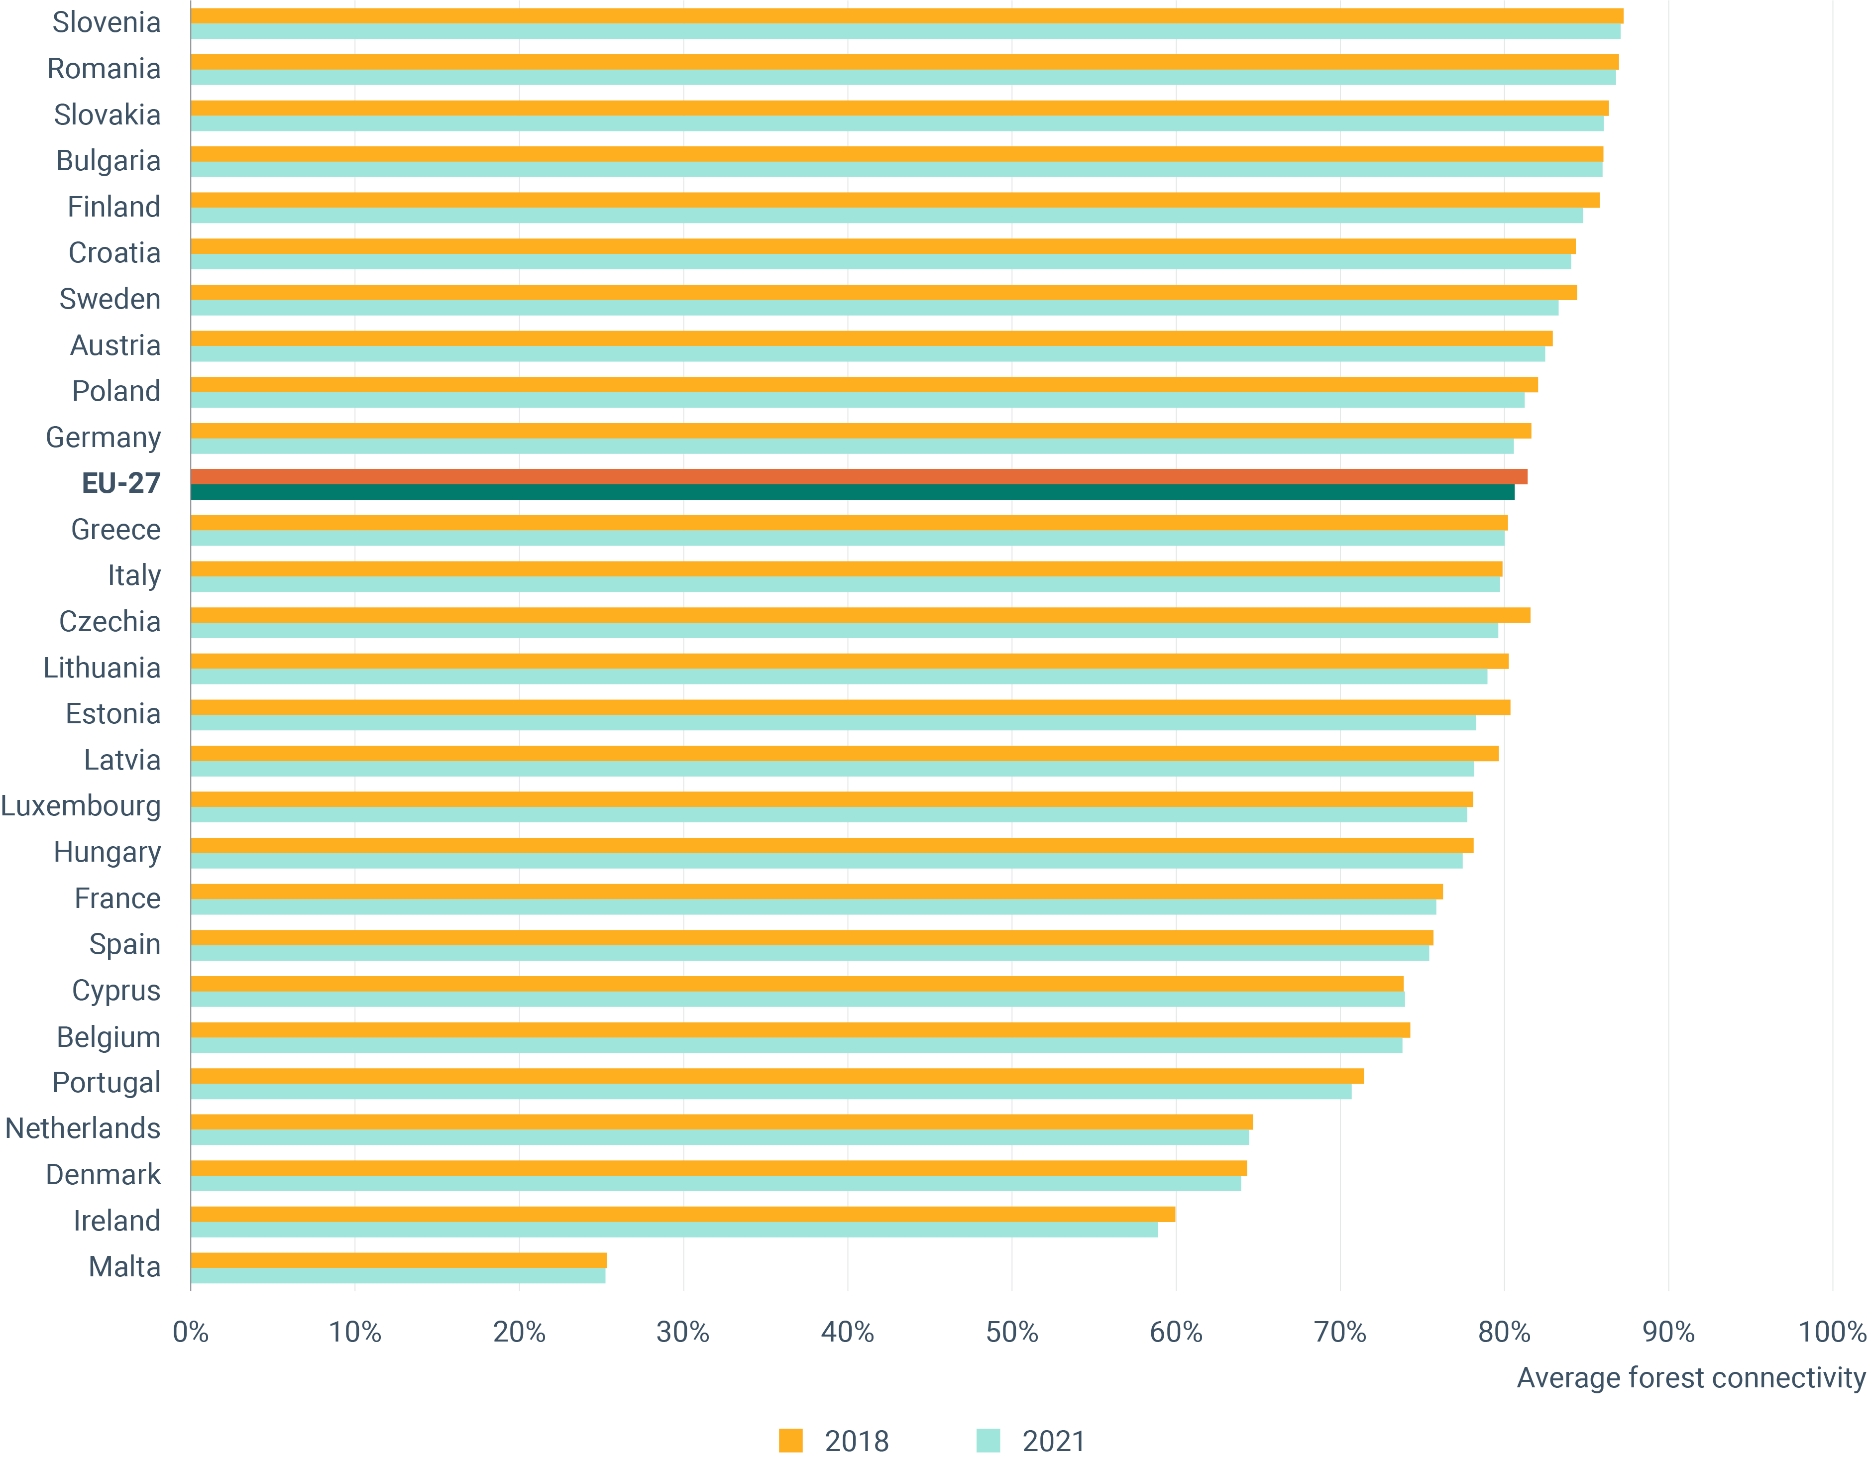 Slovenia
Romania
Slovakia
Bulgaria
Finland
Croatia
Sweden
Austria
Poland
Germany
EU-27
Greece
Italy
Czechia
Lithuania
Estonia
Latvia
Luxembourg
Hungary
France
Spain
Cyprus
Belgium
Portugal
Netherlands
Denmark
Ireland
Malta
0% 10% 20% 30% 40% 50% 60% 70% 80% 90% 100%
Average forest connectivity
2018 2021